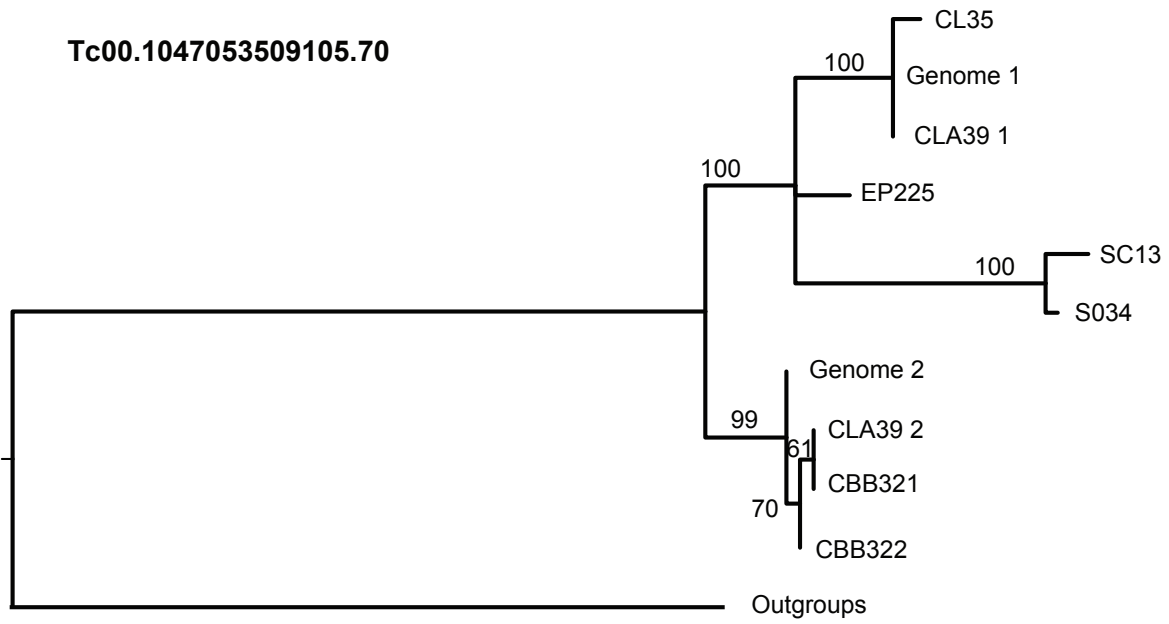 CL35
Tc00.1047053509105.70
100
Genome 1
CLA39 1
100
EP225
SC13
100
S034
Genome 2
99
CLA39 2
61
CBB321
70
CBB322
Outgroups